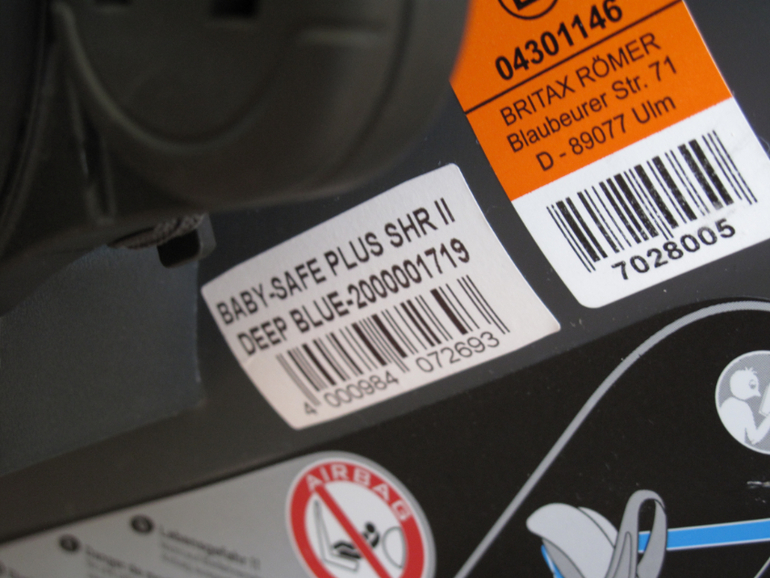 04301146
BRITAX RÖMER
Blaubeurer Str. 71
D - 89077 Ulm
7028005
BABY-SAFE PLUS SHR II
DEEP BLUE-2000001719
4 000984 072693
AIRBAG
Lebensgefahr